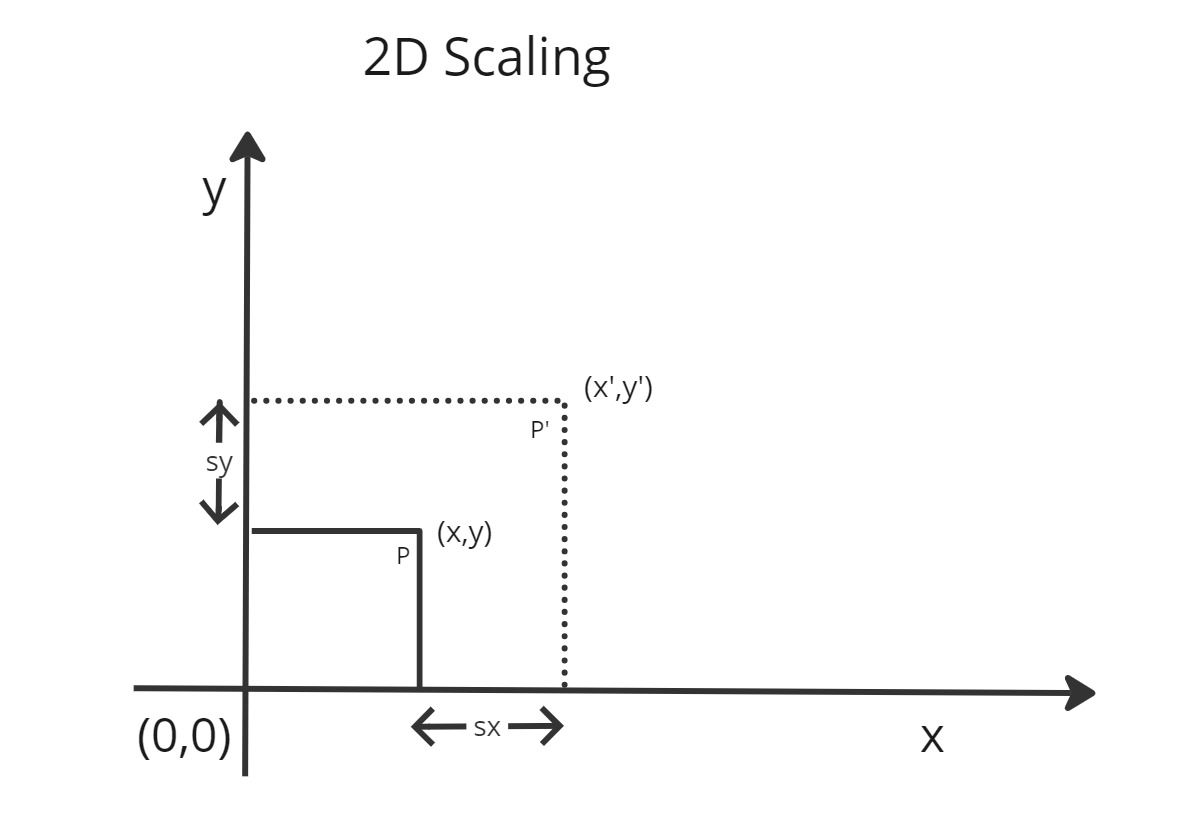 2D Scaling
y
(x',y')
P'
sy
(x,y)
P
(0,0)
sx
x